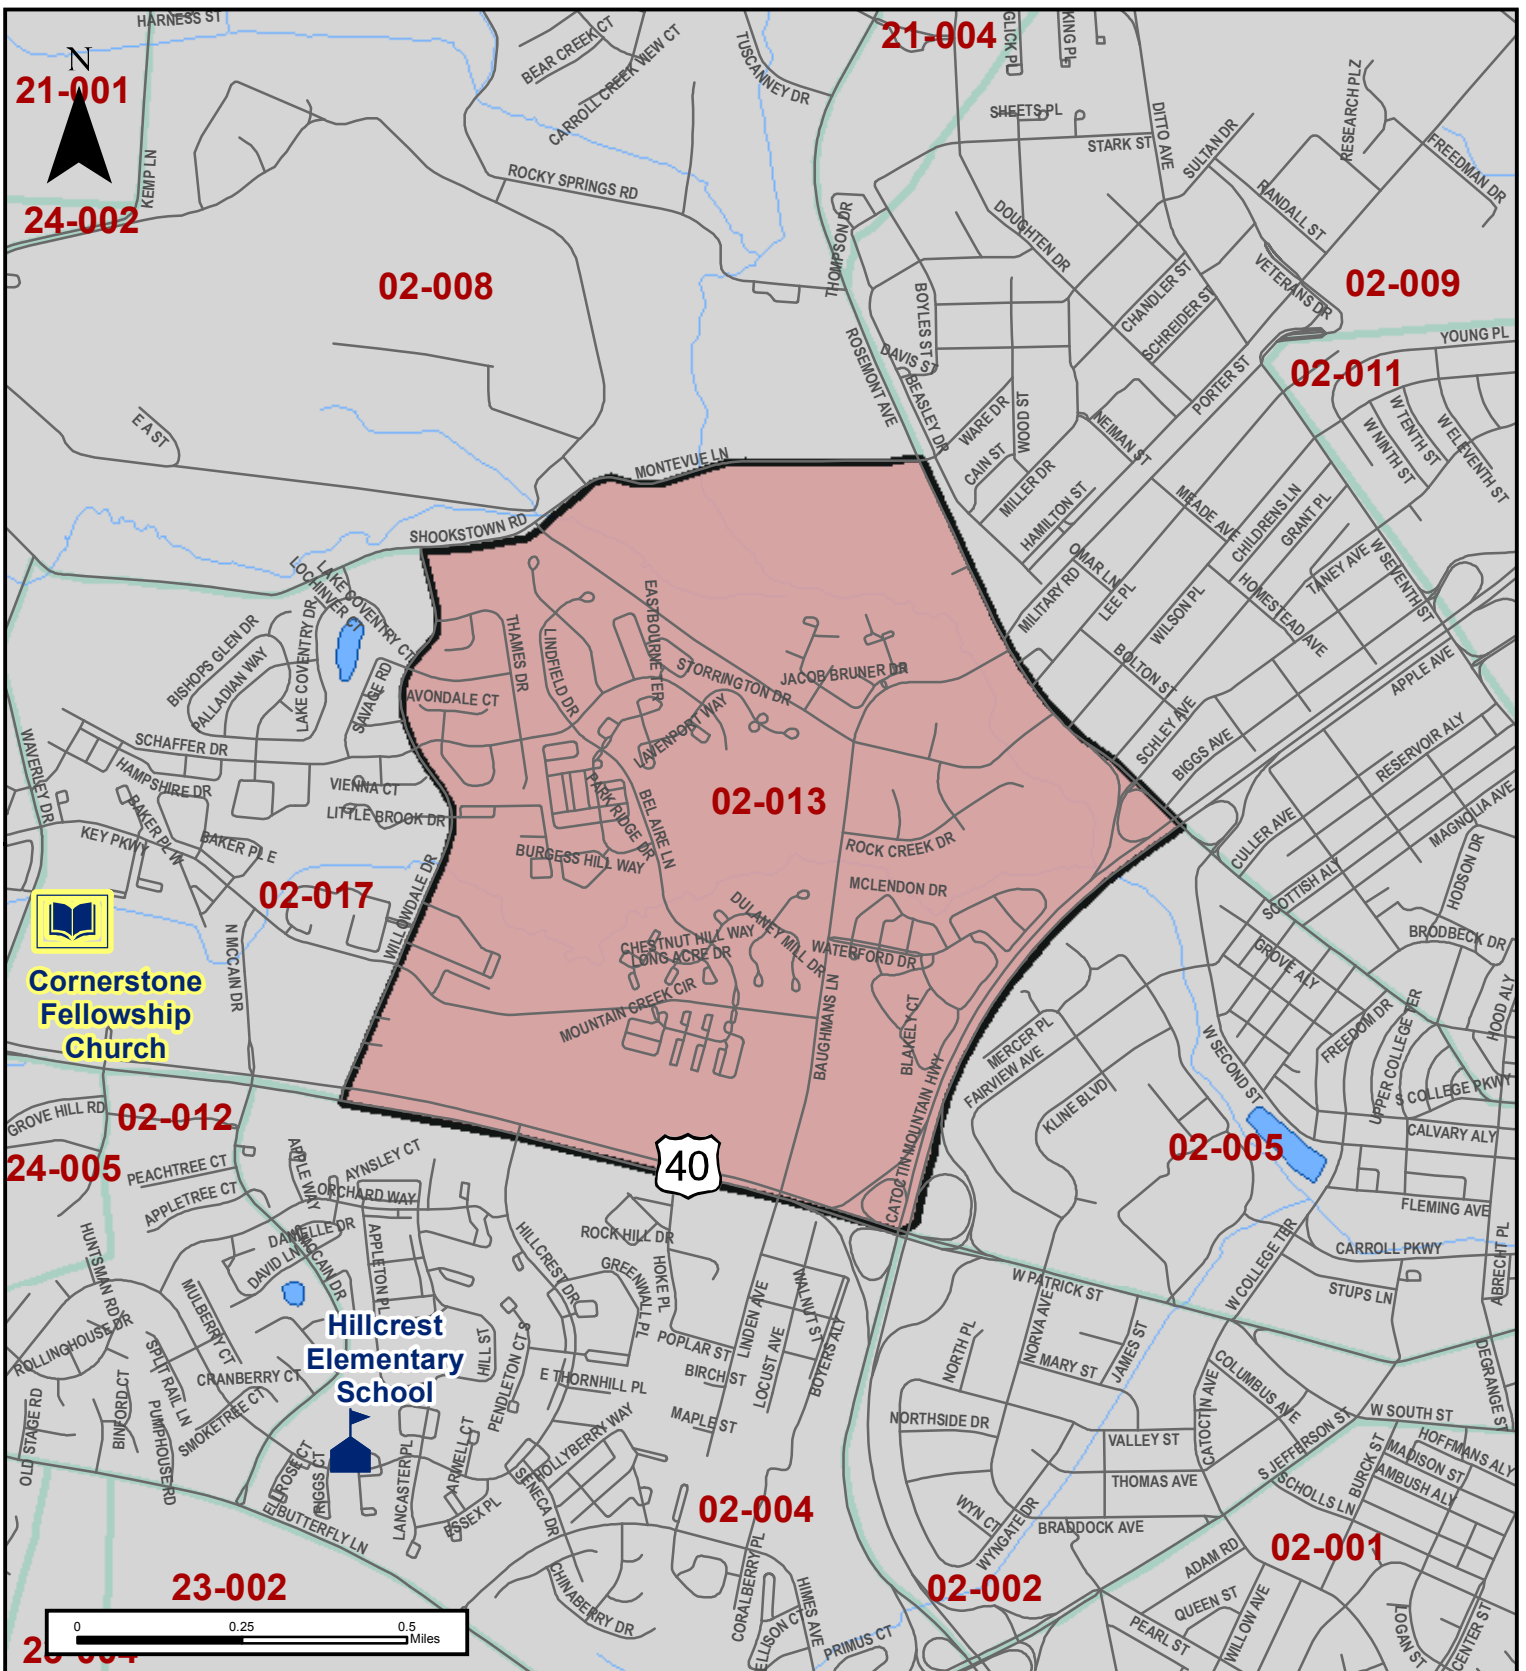 HARNESS ST
N
21-001
KEMP LN
24-002
BEAR CREEK CT
CARROLL CREEK VIEW CT
TUSCANNEY DR
21-004
GLICK PL
KING PL
SHEETS PL
STARK ST
DITTO AVE
SULTAN DR
RESEARCH PLZ
FREEDMAN DR
RANDALL ST
ROCKY SPRINGS RD
THOMPSON DR
DOUGHTEN DR
02-008
BOYLES ST
CHANDLER ST
SCHREIDER ST
VETERANS DR
02-009
YOUNG PL
ROSEMONT AVE
DAVIS ST
BEASLEY DR
PORTER ST
02-011
E A ST
WARE DR
WOOD ST
CAIN ST
NEIMAN ST
MILLER DR
HAMILTON ST
W NINTH ST
W TENTH ST
W ELEVENTH ST
MONTEVUE LN
SHOOKSTOWN RD
MEADE AVE
CHILDRENS LN
GRANT PL
OMAR LN
MILITARY RD
LEE PL
WILSON PL
HOMESTEAD AVE
TANEY AVE
W SEVENTH ST
LAKE COVENTRY CT
LOCHINVER CT
BISHOPS GLEN DR
PALLADIAN WAY
LAKE COVENTRY DR
SAVAGE RD
AVONDALE CT
THAMES DR
LINDFIELD DR
EASTBOURNE TER
STORRINGTON DR
JACOB BRUNER DR
BOLTON ST
SCHLEY AVE
BIGGS AVE
APPLE AVE
RESERVOIR ALY
MAGNOLIA AVE
WAVERLEY DR
SCHAFFER DR
HAMPSHIRE DR
VIENNA CT
LITTLE BROOK DR
BAKER PL W
BAKER PL E
KEY PKWY
LAVENPORT WAY
PARK RIDGE DR
BEL AIRE LN
BURGESS HILL WAY
02-013
ROCK CREEK DR
MCLENDON DR
CULLER AVE
SCOTTISH ALY
HODSON DR
BRODBECK DR
02-017
WILLOWDALE DR
N MCCAIN DR
Cornerstone
Fellowship
Church
DULANEY MILL DR
CHESTNUT HILL WAY
LONG ACRE DR
WATERFORD DR
MOUNTAIN CREEK CIR
BAUGHMANS LN
BLAKELY CT
CATOCTIN MOUNTAIN HWY
MERCER PL
FAIRVIEW AVE
KLINE BLVD
GROVE ALY
FREEDOM DR
UPPER COLLEGE TER
HOOD ALY
W SECOND ST
S COLLEGE PKWY
CALVARY ALY
GROVE HILL RD
02-012
24-005
PEACHTREE CT
APPLETREE CT
APPLE WAY
AYNSLEY CT
ORCHARD WAY
40
02-005
FLEMING AVE
CARROLL PKWY
STUPS LN
ABRECHT PL
HUNTSMAN RD
DANIELLE DR
DAVID LN
S MCCAIN DR
APPLETON PL
HILLCREST DR
ROCK HILL DR
GREENWALL PL
HOKE PL
W PATRICK ST
W COLLEGE TER
ROLLINGHOUSE DR
MULBERRY CT
SPLIT RAIL LN
CRANBERRY CT
SMOKETREE CT
Hillcrest
Elementary
School
HILL ST
PENDLETON CT S
E THORNHILL PL
POPLAR ST
BIRCH ST
MAPLE ST
LINDEN AVE
LOCUST AVE
WALNUT ST
BOYERS ALY
NORTH PL
NORVA AVE
MARY ST
JAMES ST
CATOCTIN AVE
COLUMBUS AVE
DEGRANGE ST
W SOUTH ST
OLD STAGE RD
BINFORD CT
PUMPHOUSE RD
ELLROSE CT
RIGGS CT
LANCASTER PL
ARWELL CT
ESSEX PL
HOLLYBERRY WAY
SENECA DR
NORTHSIDE DR
VALLEY ST
THOMAS AVE
S JEFFERSON ST
BURCK ST
HOFFMANS ALY
MADISON ST
AMBUSH ALY
SCHOLLS LN
BUTTERFLY LN
02-004
WYN CT
WYNGATE DR
BRADDOCK AVE
ADAM RD
02-001
23-002
CHINABERRY DR
CORALBERRY PL
ELLISON CT
HIMES AVE
PRIMUS CT
02-002
QUEEN ST
PEARL ST
WILLOW AVE
LOGAN ST
CENTER ST
0 0.25 0.5
Miles